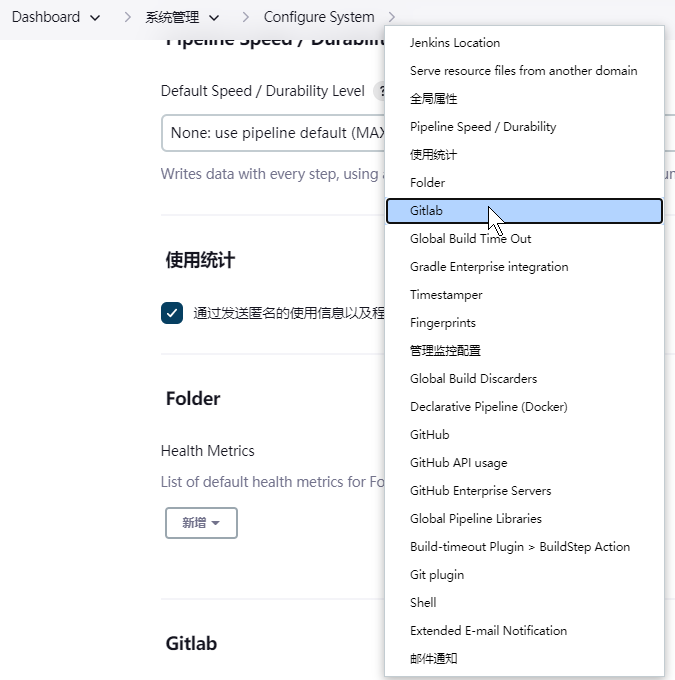 Dashboard
系统管理
Configure System
Pipeline Speed / Durabilit
Default Speed / Durability Level ?
None: use pipeline default (MAX
Writes data with every step, using
使用统计
通过发送匿名的使用信息以及程
Folder
Health Metrics
List of default health metrics for Fo
新增
Gitlab
Jenkins Location
Serve resource files from another domain
全局属性
Pipeline Speed / Durability
使用统计
Folder
Gitlab
Global Build Time Out
Gradle Enterprise integration
Timestamper
Fingerprints
管理监控配置
Global Build Discarders
Declarative Pipeline (Docker)
GitHub
GitHub API usage
GitHub Enterprise Servers
Global Pipeline Libraries
Build-timeout Plugin > BuildStep Action
Git plugin
Shell
Extended E-mail Notification
邮件通知